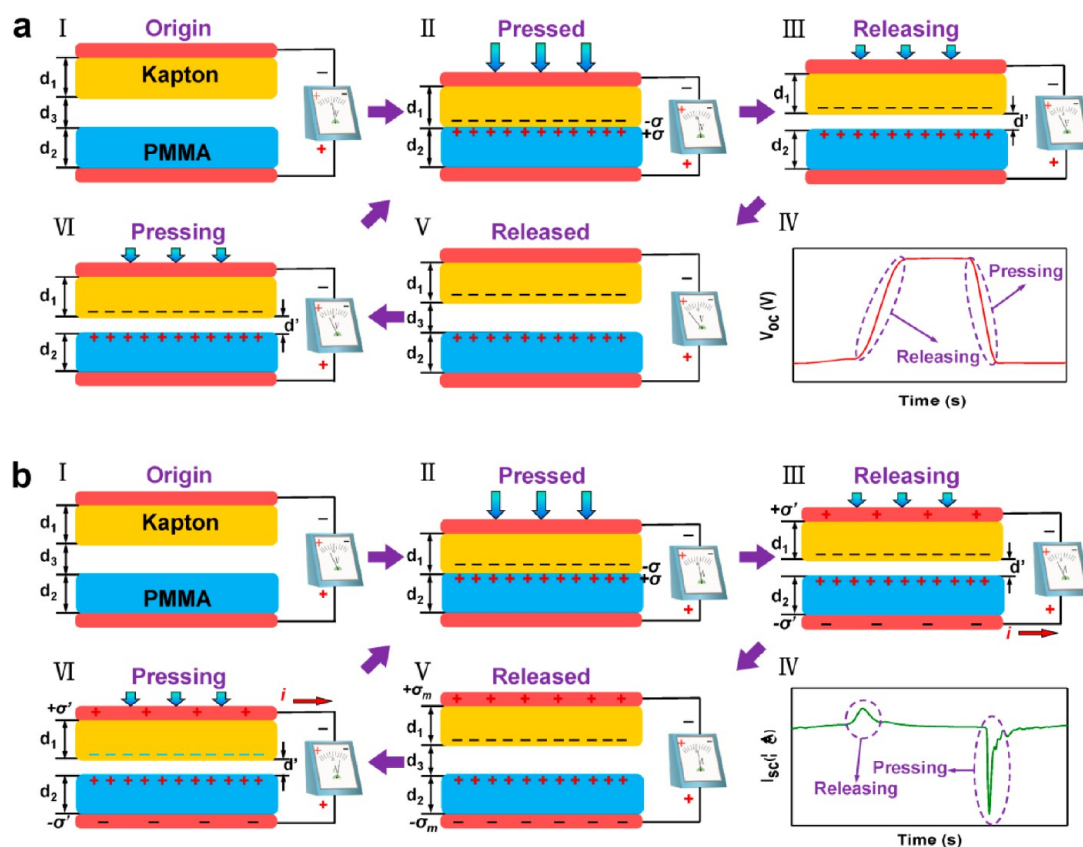 a
I
Origin
d₁
d₃
d₂
Kapton
PMMA
−
+
II
Pressed
d₁
d₂
-σ
+σ
−
+
III
Releasing
d₁
d₂
d'
−
+
VI
Pressing
d₁
d₂
d'
−
+
V
Released
d₁
d₃
d₂
−
+
IV
Voc (V)
Pressing
Releasing
Time (s)
b
I
Origin
d₁
d₃
d₂
Kapton
PMMA
−
+
II
Pressed
d₁
d₂
-σ
+σ
−
+
III
Releasing
+σ'
d₁
d₂
d'
-σ'
i
−
+
VI
Pressing
+σ'
i
d₁
d₂
d'
-σ'
−
+
V
Released
+σₘ
d₁
d₃
d₂
-σₘ
−
+
IV
Isc
Releasing
Pressing
Time (s)